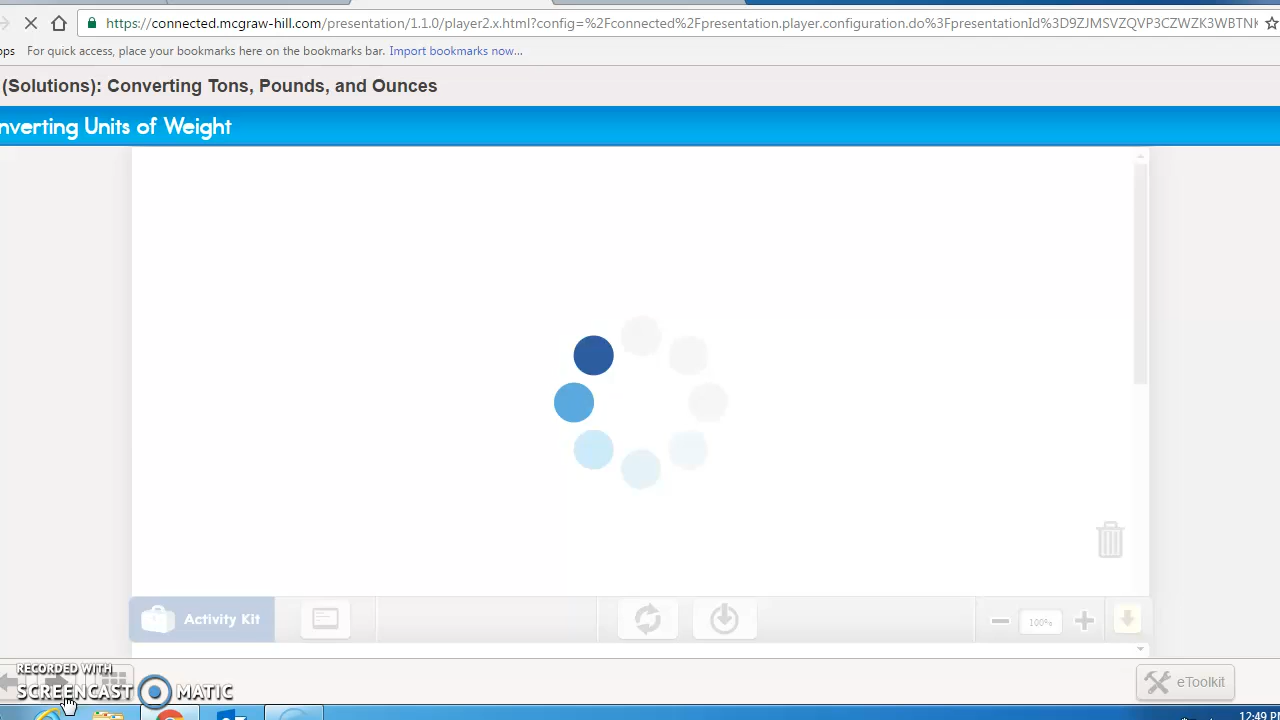 https://connected.mcgraw-hill.com/presentation/1.1.0/player2.x.html?config=%2Fconnected%2Fpresentation.player.configuration.do%3FpresentationId%3D9ZJMSVZQVP3CZWZK3WBTNK
pps For quick access, place your bookmarks here on the bookmarks bar. Import bookmarks now...
(Solutions): Converting Tons, Pounds, and Ounces
nverting Units of Weight
Activity Kit
100%
RECORDED WITH
SCREENCAST MATIC
eToolkit
12:49 P